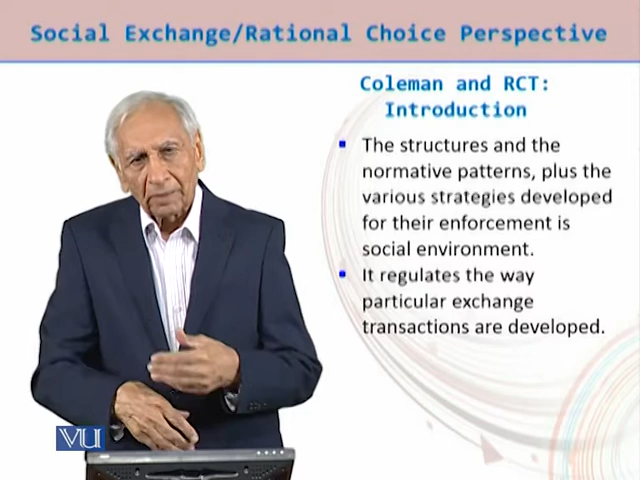 Social Exchange/Rational Choice Perspective
Coleman and RCT:
Introduction
The structures and the
normative patterns, plus the
various strategies developed
for their enforcement is
social environment.
It regulates the way
particular exchange
transactions are developed.
VU